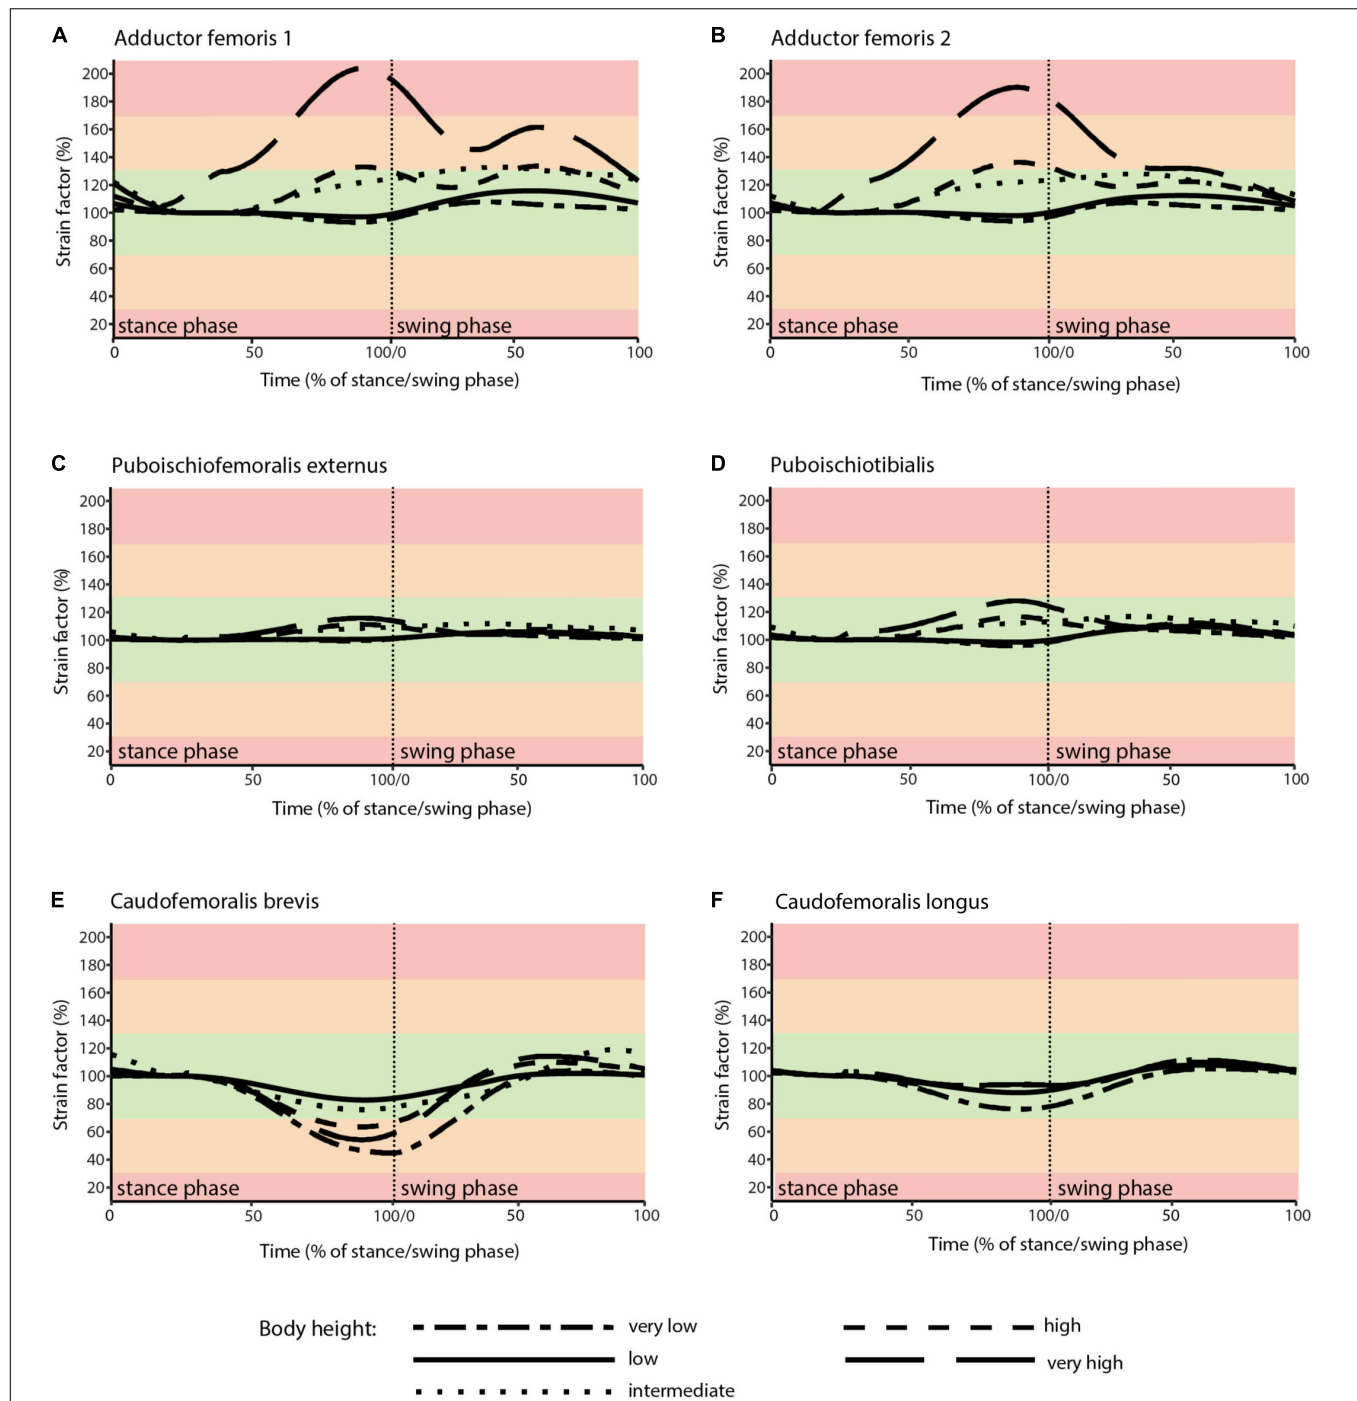 A Adductor femoris 1
200
180
160
140
120
100
80
60
40
20
Strain factor (%)
stance phase swing phase
0 50 100/0 50 100
Time (% of stance/swing phase)
B Adductor femoris 2
200
180
160
140
120
100
80
60
40
20
Strain factor (%)
stance phase swing phase
0 50 100/0 50 100
Time (% of stance/swing phase)
C Puboischiofemoralis externus
200
180
160
140
120
100
80
60
40
20
Strain factor (%)
stance phase swing phase
0 50 100/0 50 100
Time (% of stance/swing phase)
D Puboischiotibialis
200
180
160
140
120
100
80
60
40
20
Strain factor (%)
stance phase swing phase
0 50 100/0 50 100
Time (% of stance/swing phase)
E Caudofemoralis brevis
200
180
160
140
120
100
80
60
40
20
Strain factor (%)
stance phase swing phase
0 50 100/0 50 100
Time (% of stance/swing phase)
F Caudofemoralis longus
200
180
160
140
120
100
80
60
40
20
Strain factor (%)
stance phase swing phase
0 50 100/0 50 100
Time (% of stance/swing phase)
Body height: very low high
low very high
intermediate